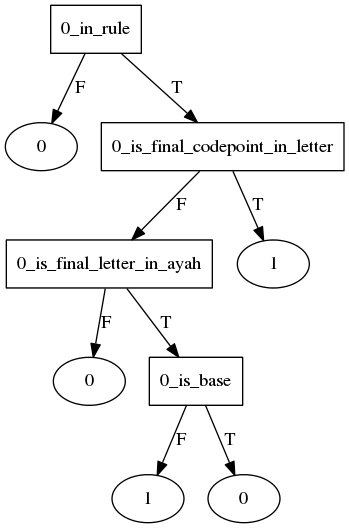 0_in_rule
F
T
0
0_is_final_codepoint_in_letter
F
T
0_is_final_letter_in_ayah
1
F
T
0
0_is_base
F
T
1
0